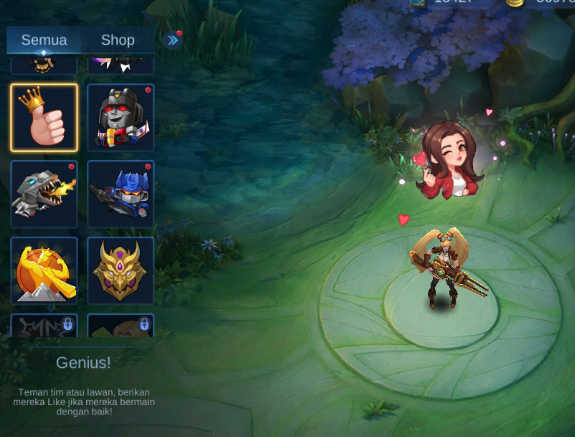 Semua Shop
Genius!
Teman tim atau lawan, berikan
mereka Like jika mereka bermain
dengan baik!